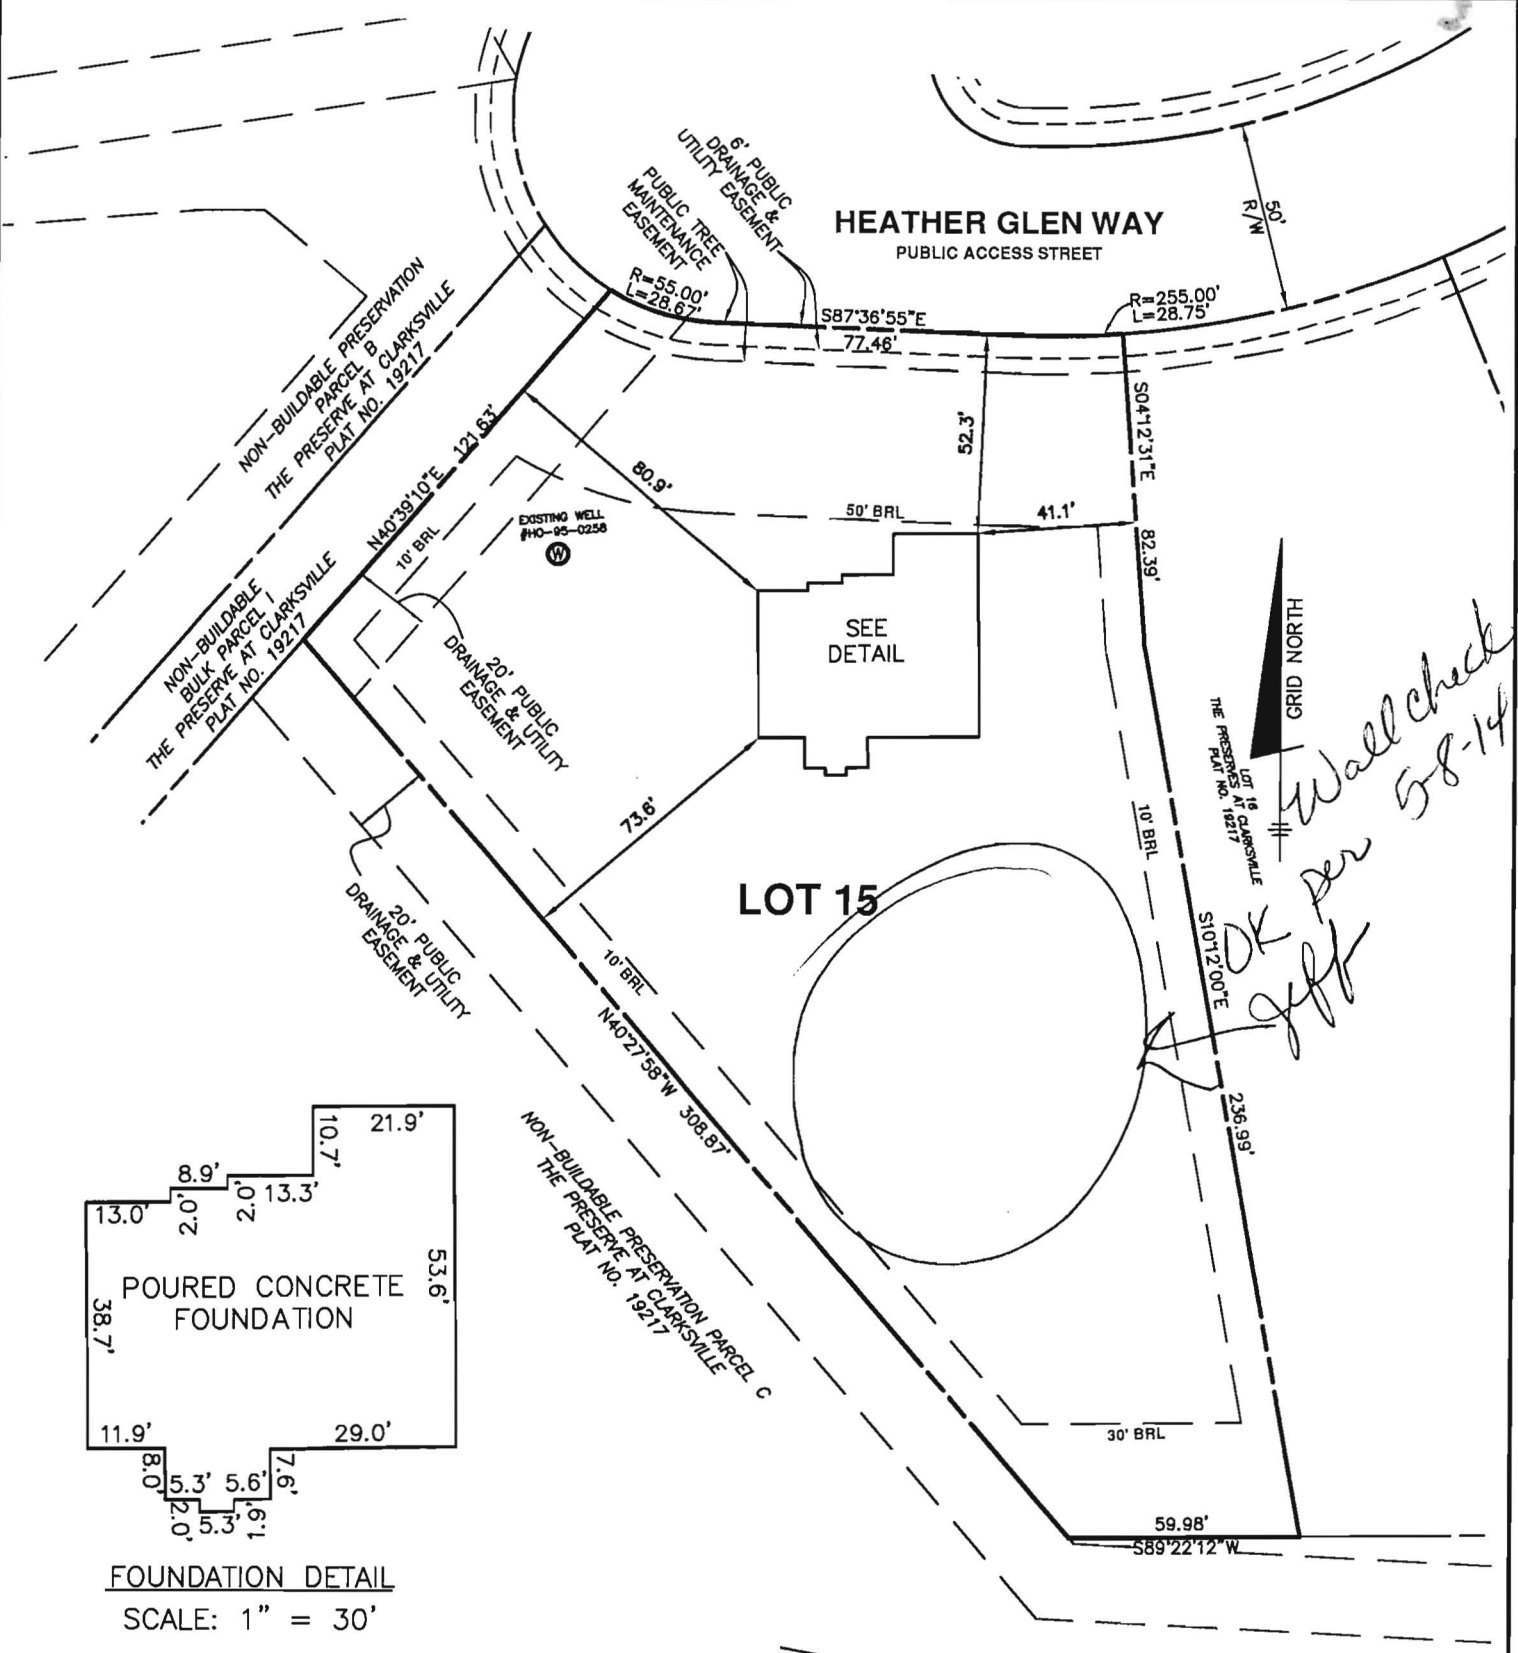 6' PUBLIC
DRAINAGE &
UTILITY EASEMENT
PUBLIC TREE
MAINTENANCE
EASEMENT
HEATHER GLEN WAY
PUBLIC ACCESS STREET
50'
R/W
R=55.00'
L=28.67'
S87°36'55"E
77.46'
R=255.00'
L=28.75'
NON-BUILDABLE PRESERVATION
PARCEL B
THE PRESERVE AT CLARKSVILLE
PLAT NO. 19217
N40°39'10"E 121.63'
10' BRL
EXISTING WELL
#HO-95-0258
W
80.9'
52.3'
50' BRL
41.1'
S04°12'31"E
82.39'
NON-BUILDABLE
BULK PARCEL I
THE PRESERVE AT CLARKSVILLE
PLAT NO. 19217
20' PUBLIC
DRAINAGE & UTILITY
EASEMENT
SEE
DETAIL
GRID NORTH
LOT 16
THE PRESERVES AT CLARKSVILLE
PLAT NO. 19217
Wall check
5-8-14
OK per
Jeff
73.6'
LOT 15
10' BRL
20' PUBLIC
DRAINAGE & UTILITY
EASEMENT
10' BRL
S10°12'00"E
236.99'
N40°27'58"W 308.87'
NON-BUILDABLE PRESERVATION PARCEL C
THE PRESERVE AT CLARKSVILLE
PLAT NO. 19217
30' BRL
59.98'
S89°22'12"W
21.9'
10.7'
8.9'
13.3'
13.0'
2.0'
2.0'
POURED CONCRETE
FOUNDATION
53.6'
38.7'
11.9'
29.0'
8.0'
5.3'
5.6'
7.6'
2.0'
5.3'
1.9'
FOUNDATION DETAIL
SCALE: 1" = 30'